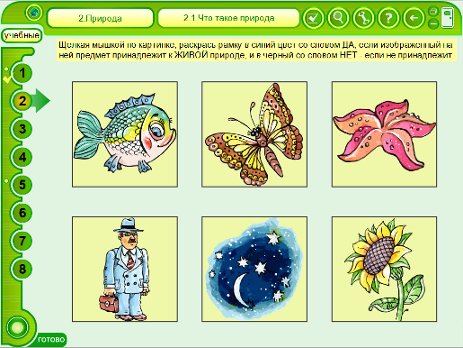 2.Природа
2.1.Что такое природа
?
учебные
Щелкая мышкой по картинке, раскрась рамку в синий цвет со словом ДА, если изображенный на
ней предмет принадлежит к ЖИВОЙ природе, и в черный со словом НЕТ - если не принадлежит.
1
2
3
4
5
6
7
8
готово